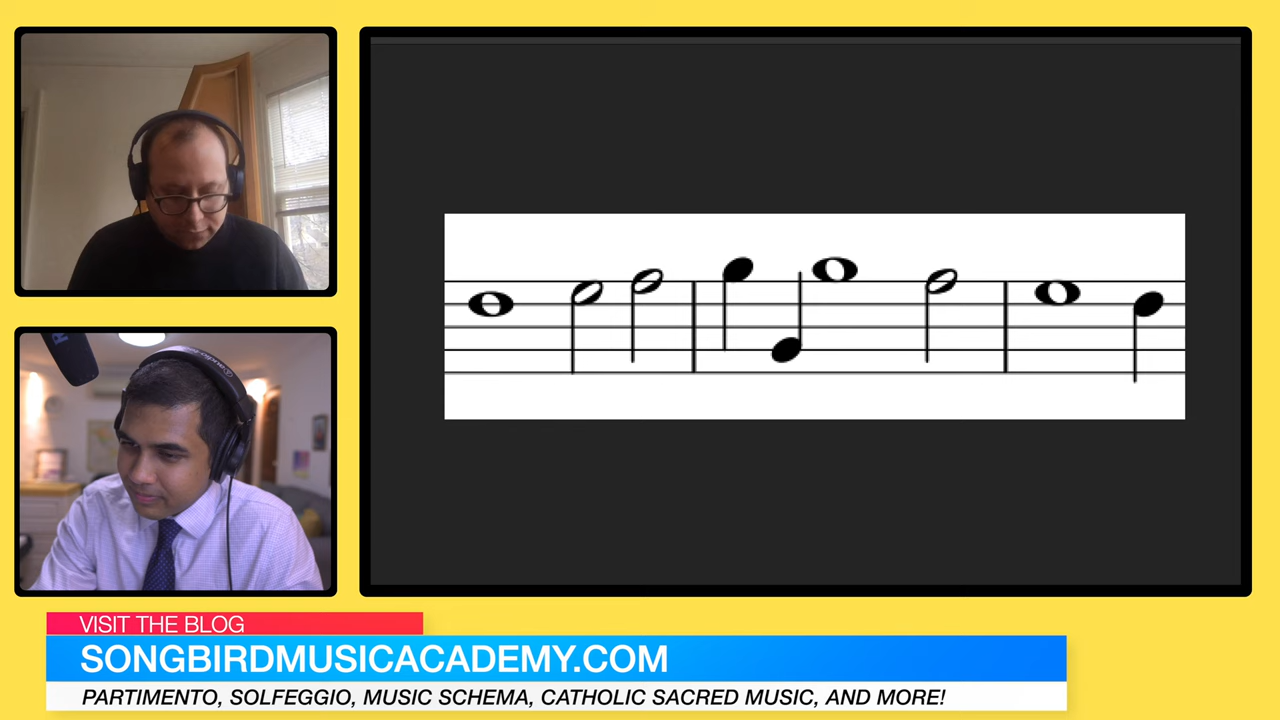 VISIT THE BLOG
SONGBIRDMUSICACADEMY.COM
PARTIMENTO, SOLFEGGIO, MUSIC SCHEMA, CATHOLIC SACRED MUSIC, AND MORE!